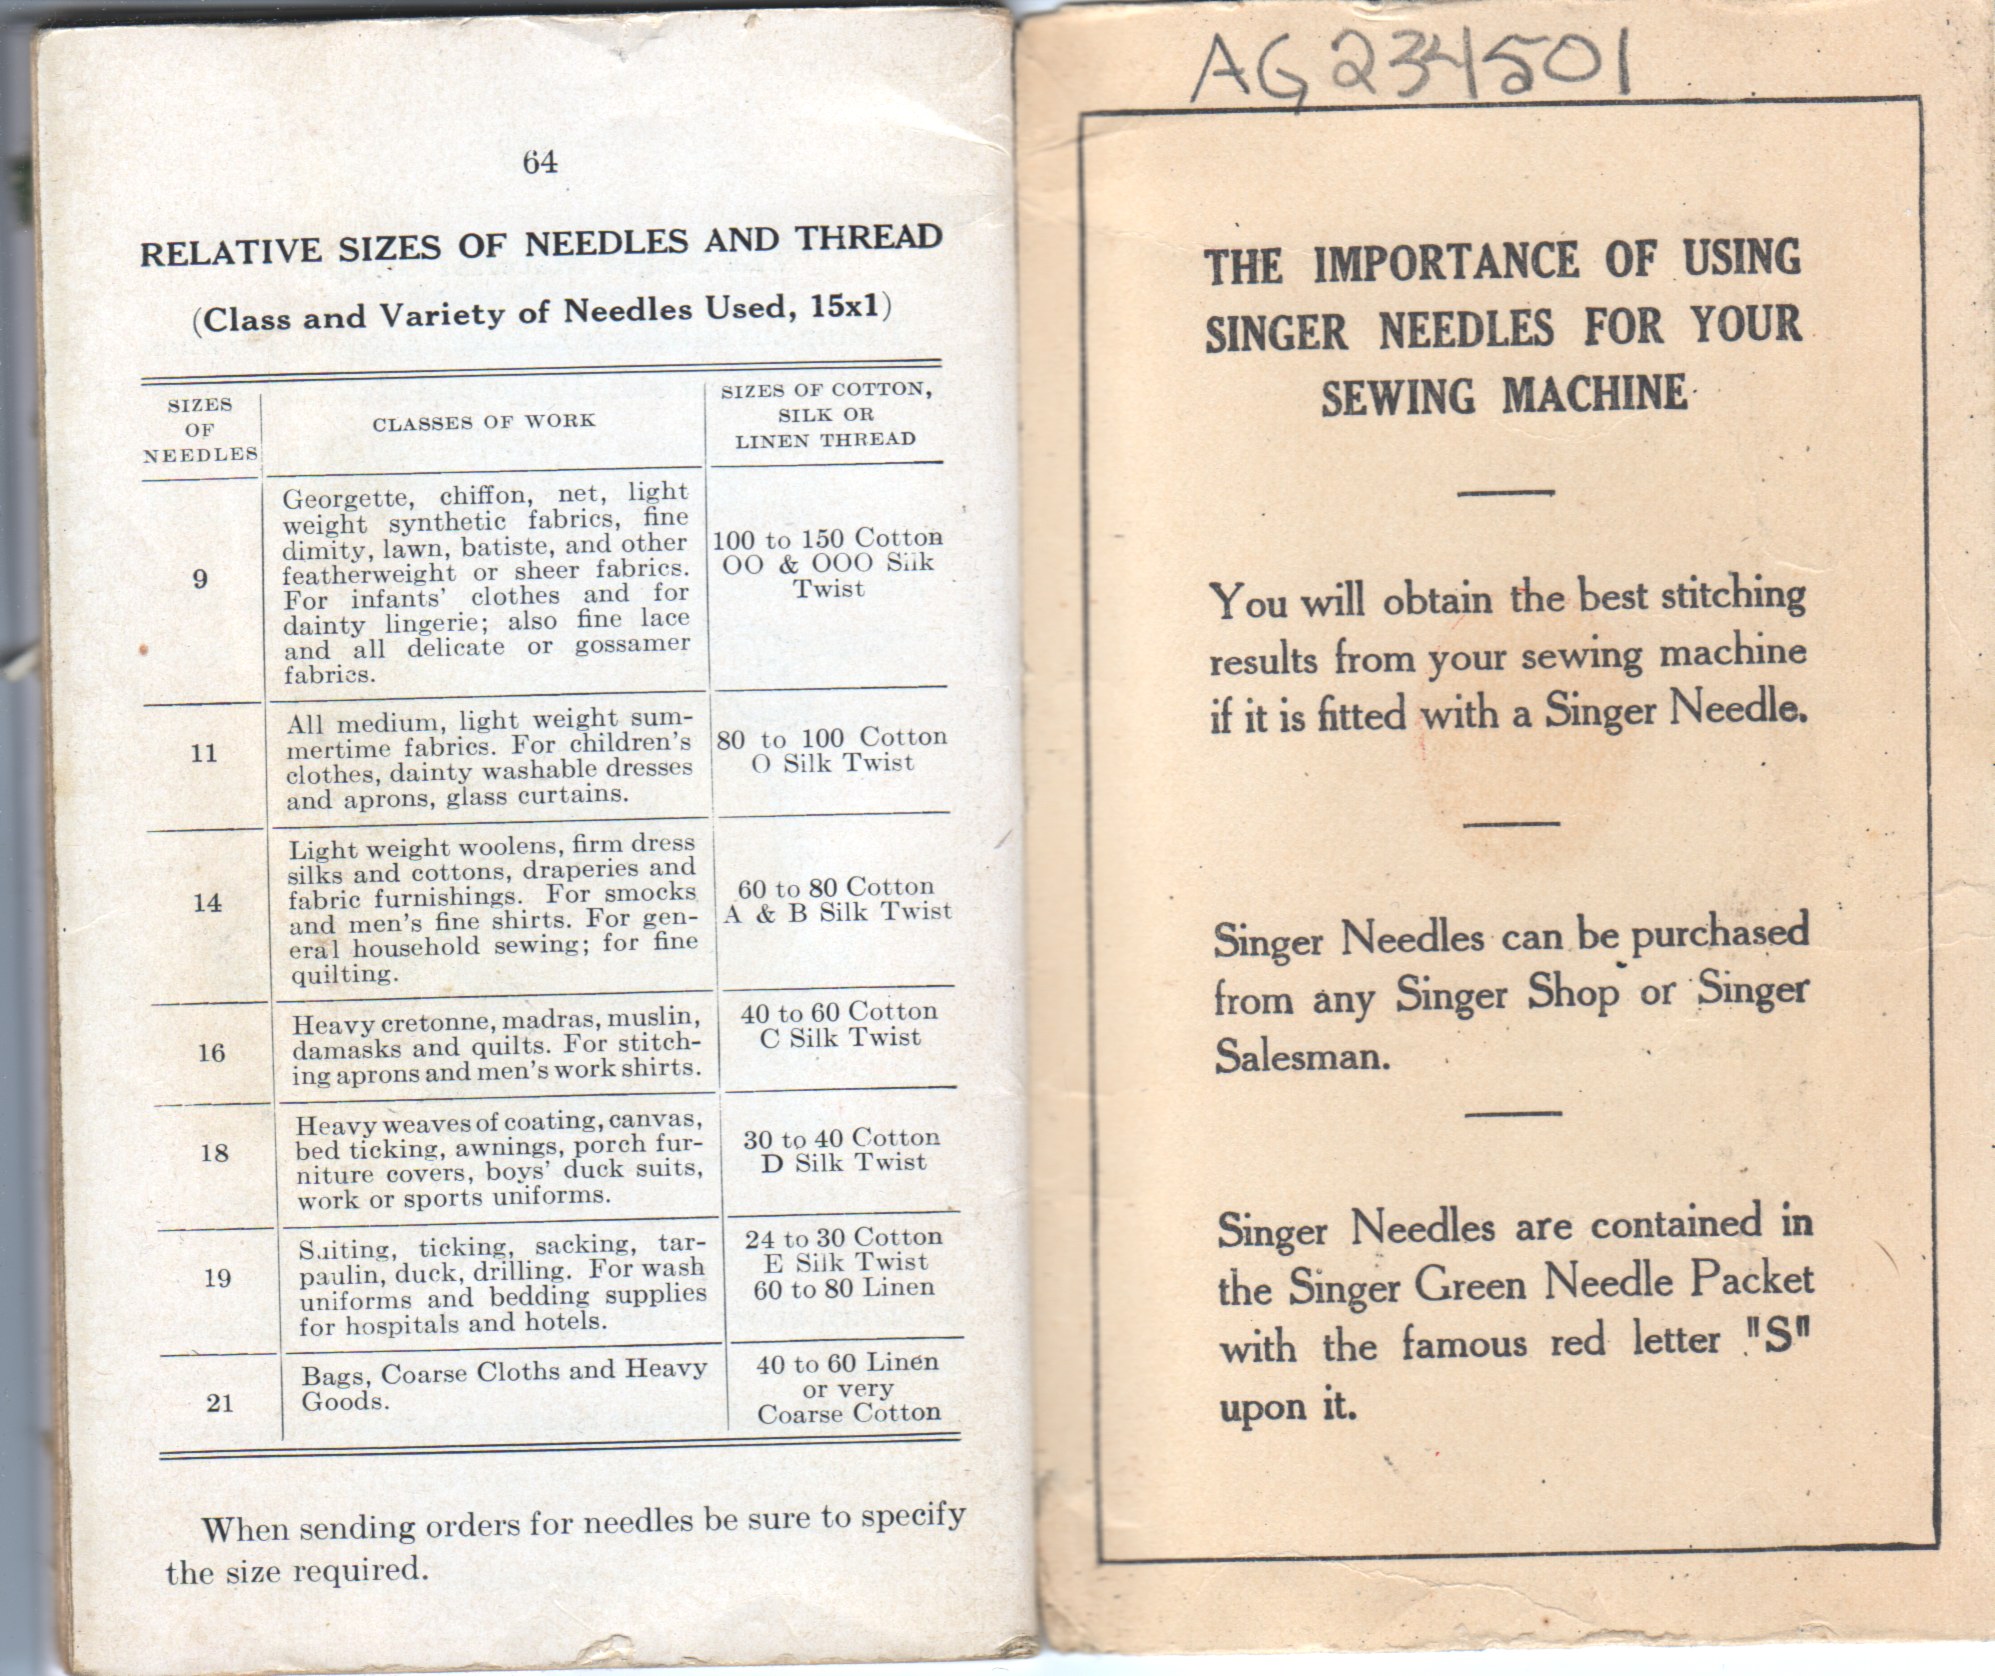 64
RELATIVE SIZES OF NEEDLES AND THREAD
(Class and Variety of Needles Used, 15x1)
SIZES
OF
NEEDLES
CLASSES OF WORK
SIZES OF COTTON,
SILK OR
LINEN THREAD
9
Georgette, chiffon, net, light
weight synthetic fabrics, fine
dimity, lawn, batiste, and other
featherweight or sheer fabrics.
For infants' clothes and for
dainty lingerie; also fine lace
and all delicate or gossamer
fabrics.
100 to 150 Cotton
OO & OOO Silk
Twist
11
All medium, light weight sum-
mertime fabrics. For children's
clothes, dainty washable dresses
and aprons, glass curtains.
80 to 100 Cotton
O Silk Twist
14
Light weight woolens, firm dress
silks and cottons, draperies and
fabric furnishings. For smocks
and men's fine shirts. For gen-
eral household sewing; for fine
quilting.
60 to 80 Cotton
A & B Silk Twist
16
Heavy cretonne, madras, muslin,
damasks and quilts. For stitch-
ing aprons and men's work shirts.
40 to 60 Cotton
C Silk Twist
18
Heavy weaves of coating, canvas,
bed ticking, awnings, porch fur-
niture covers, boys' duck suits,
work or sports uniforms.
30 to 40 Cotton
D Silk Twist
19
Suiting, ticking, sacking, tar-
paulin, duck, drilling. For wash
uniforms and bedding supplies
for hospitals and hotels.
24 to 30 Cotton
E Silk Twist
60 to 80 Linen
21
Bags, Coarse Cloths and Heavy
Goods.
40 to 60 Linen
or very
Coarse Cotton
When sending orders for needles be sure to specify
the size required.
AG234501
THE IMPORTANCE OF USING
SINGER NEEDLES FOR YOUR
SEWING MACHINE
You will obtain the best stitching
results from your sewing machine
if it is fitted with a Singer Needle.
Singer Needles can be purchased
from any Singer Shop or Singer
Salesman.
Singer Needles are contained in
the Singer Green Needle Packet
with the famous red letter "S"
upon it.